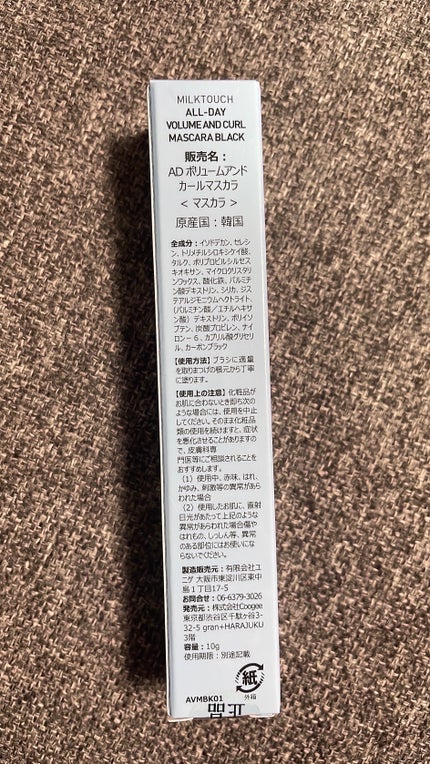 MILKTOUCH
ALL-DAY
VOLUME AND CURL
MASCARA BLACK
販売名：
AD ボリュームアンド
カールマスカラ
< マスカラ >
原産国：韓国
全成分：イソドデカン、セレシ
ン、トリメチルシロキシケイ酸、
タルク、ポリプロピルシルセス
キオキサン、マイクロクリスタリ
ンワックス、酸化鉄、パルミチ
ン酸デキストリン、シリカ、ジス
テアルジモニウムヘクトライト、
(パルミチン酸／エチルヘキサ
ン酸）デキストリン、ポリイソ
ブテン、炭酸プロピレン、ナイ
ロン－６、カプリル酸グリセリ
ル、カーボンブラック
【使用方法】ブラシに適量
を取りまつげの根元から丁寧
に塗ります。
【使用上の注意】化粧品が
お肌に合わないとき即ち次の
ような場合には、使用を中止し
てください。そのまま化粧品
類の使用を続けますと、症状
を悪化させることがありますの
で、皮膚科専
門医等にご相談されることを
おすすめします。
（1）使用中、赤味、はれ、
かゆみ、刺激等の異常があら
われた場合
（2）使用したお肌に、直射
日光があたって上記のような
異常があらわれた場合傷や
はれもの、しっしん等、異常
のある部位にはお使いになら
ないでください。
製造販売元：有限会社ユ
ニゲ 大阪市東淀川区東中
島１丁目17-5
お問合せ：06-6379-3026
発売元：株式会社Coogee
東京都渋谷区千駄ヶ谷3-
32-5 gran+HARAJUKU
3階
容量：10g
使用期限：別途記載
紙
外箱
AVMBK01
正品